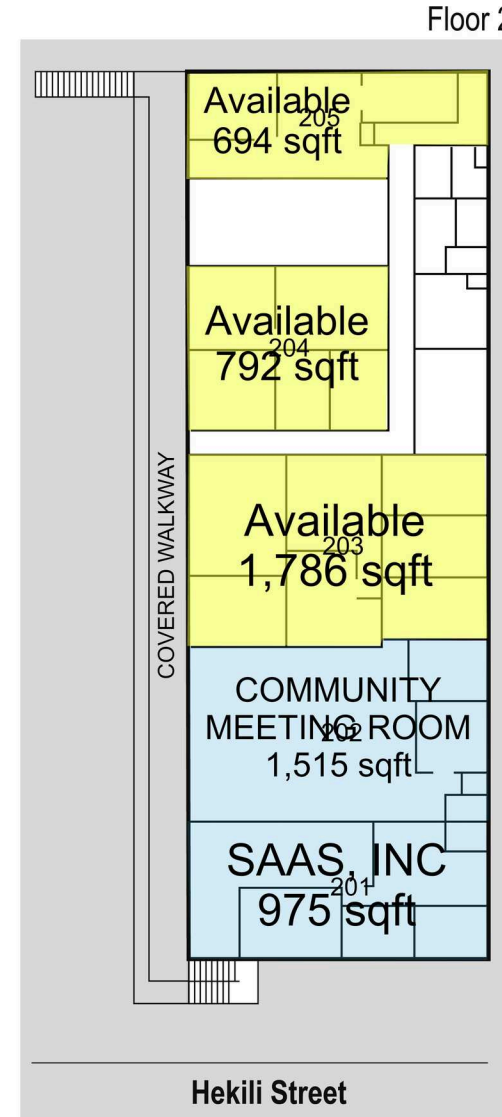 Floor 2
Available
205
694 sqft
Available
204
792 sqft
Available
203
1,786 sqft
COVERED WALKWAY
COMMUNITY
MEETING ROOM
202
1,515 sqft
SAAS, INC
201
975 sqft
Hekili Street